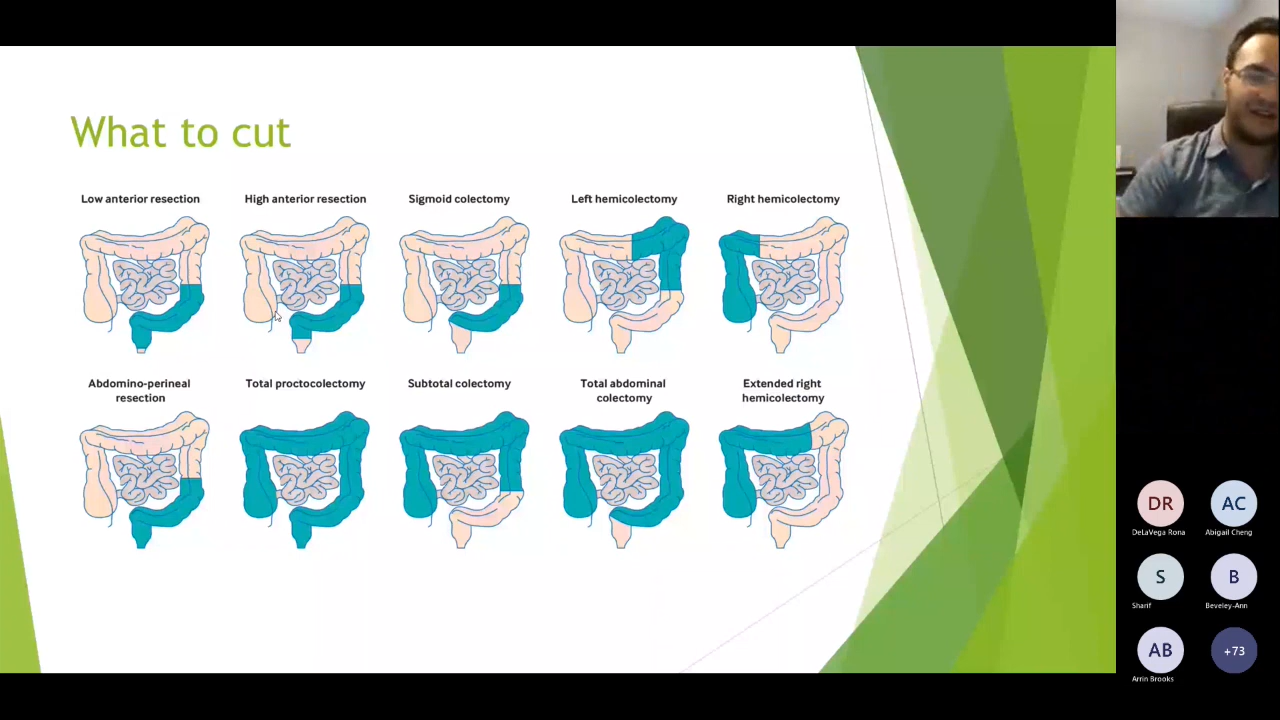 What to cut
Low anterior resection
High anterior resection
Sigmoid colectomy
Left hemicolectomy
Right hemicolectomy
Abdomino-perineal
resection
Total proctocolectomy
Subtotal colectomy
Total abdominal
colectomy
Extended right
hemicolectomy
DR
DeLaVega Rona
AC
Abigail Cheng
S
Sharif
B
Beveley-Ann
AB
Arrin Brooks
+73